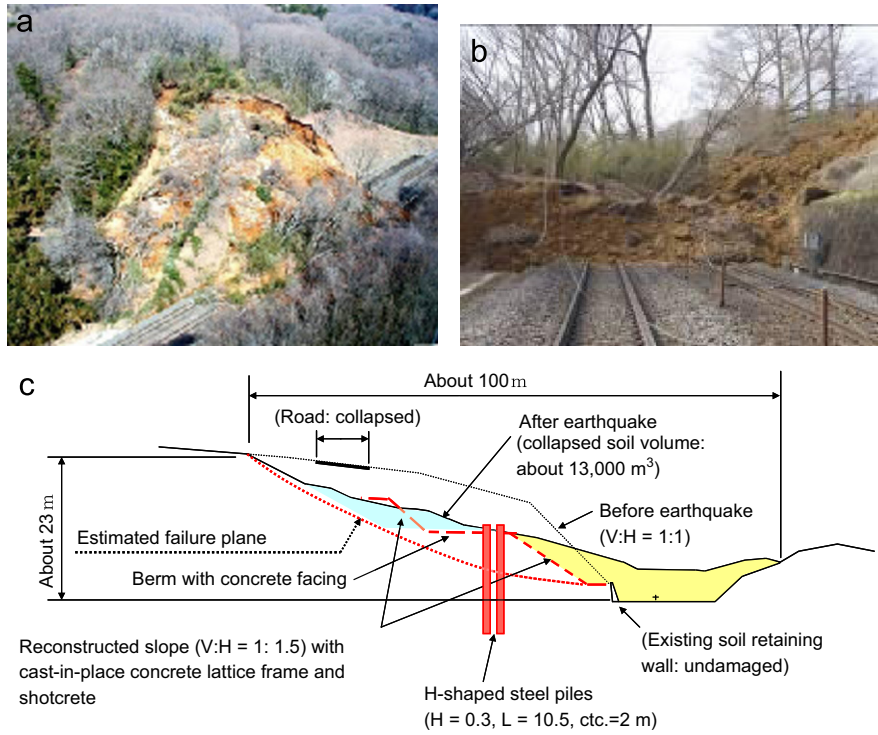 a
b
c
About 100 m
(Road: collapsed)
After earthquake
(collapsed soil volume:
about 13,000 m³)
Before earthquake
(V:H = 1:1)
About 23 m
Estimated failure plane
Berm with concrete facing
Reconstructed slope (V:H = 1: 1.5) with
cast-in-place concrete lattice frame and
shotcrete
(Existing soil retaining
wall: undamaged)
H-shaped steel piles
(H = 0.3, L = 10.5, ctc.=2 m)